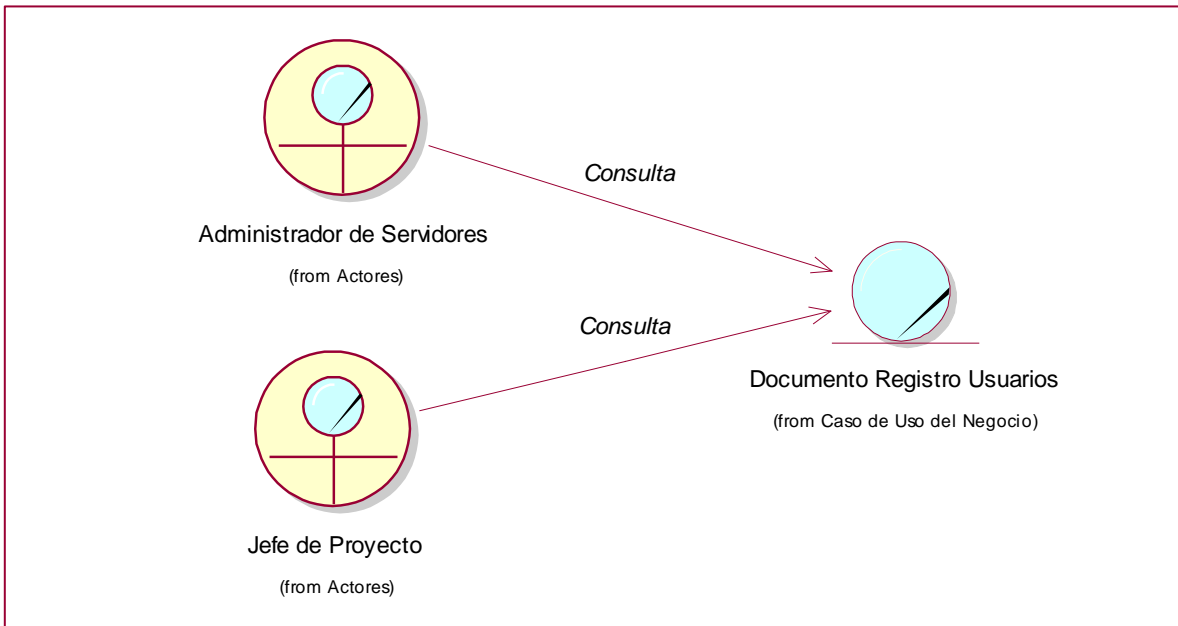 Consulta
Administrador de Servidores
(from Actores)
Consulta
Documento Registro Usuarios
(from Caso de Uso del Negocio)
Jefe de Proyecto
(from Actores)